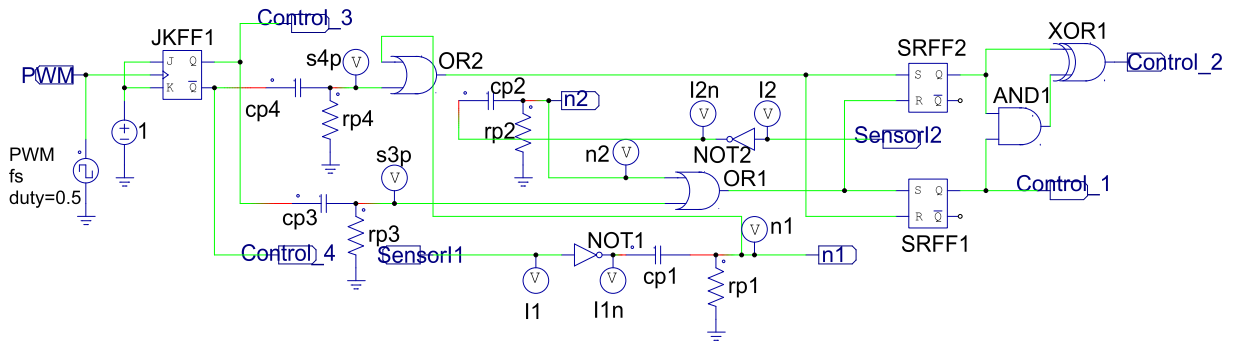 Control_3
XOR1
JKFF1
s4p
OR2
SRFF2
J Q
PWM
K Q
cp4
rp4
V
cp2
n2
I2n
I2
V
V
S Q
R Q
Control_2
AND1
1
rp2
NOT2
SensorI2
PWM
fs
duty=0.5
s3p
V
n2
V
OR1
cp3
rp3
S Q
R Q
Control_1
SRFF1
Control_4
SensorI1
NOT1
cp1
V
n1
n1
V
I1
V
I1n
rp1